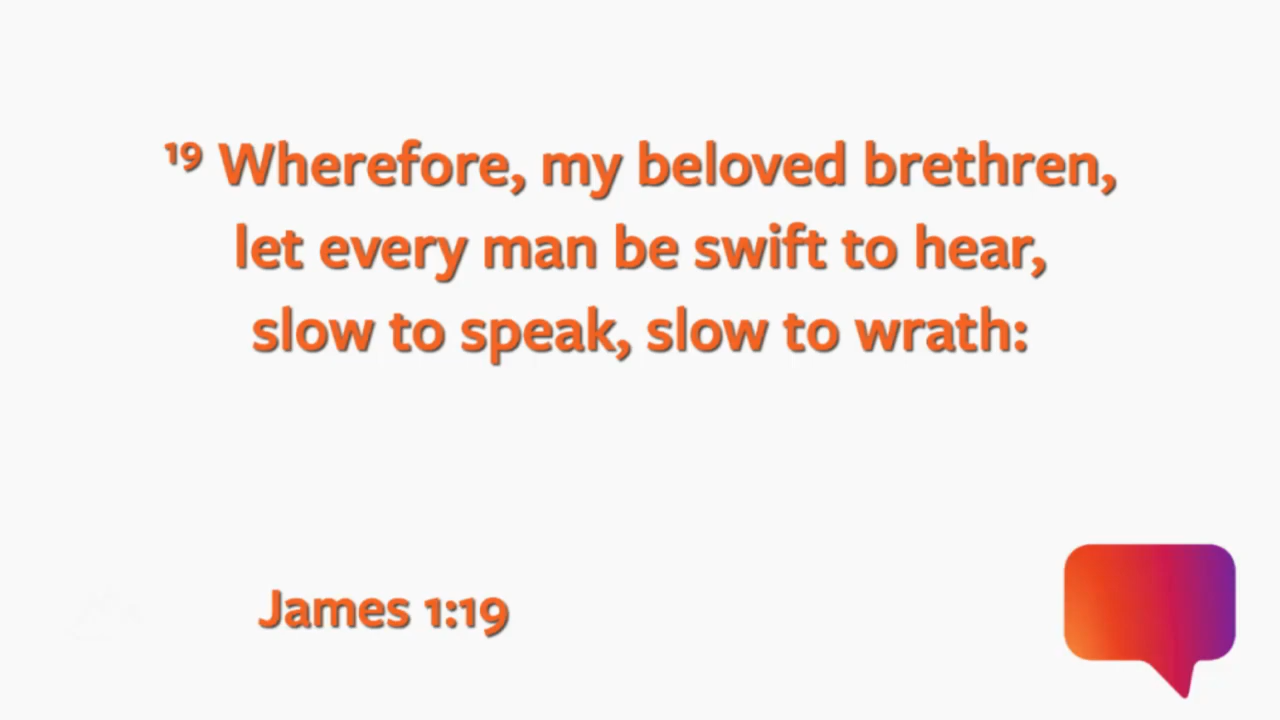 ¹⁹ Wherefore, my beloved brethren,
let every man be swift to hear,
slow to speak, slow to wrath:
James 1:19